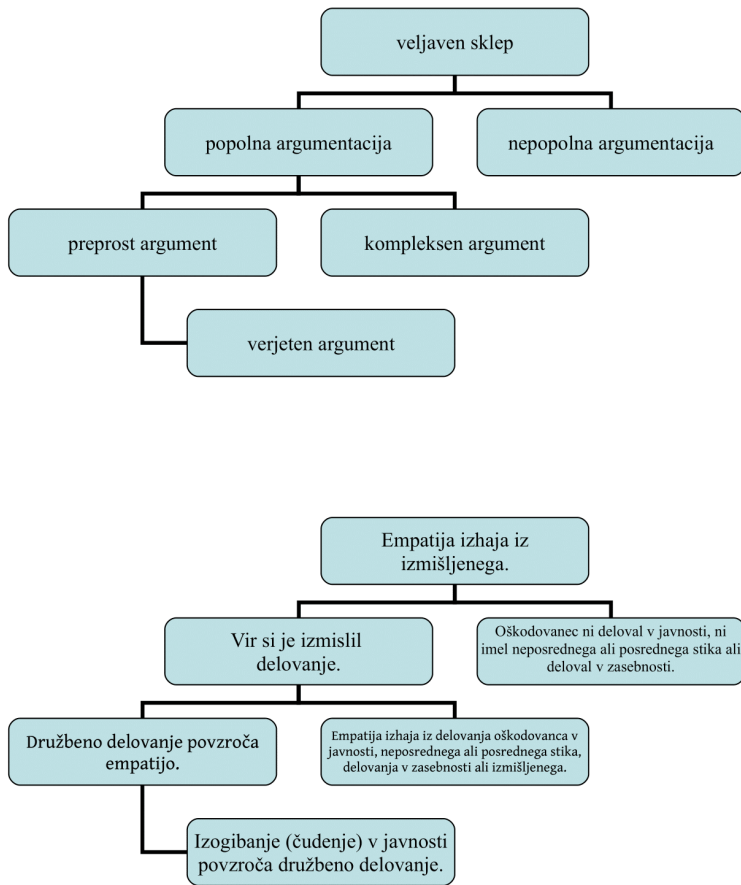 veljaven sklep
popolna argumentacija
nepopolna argumentacija
preprost argument
kompleksen argument
verjeten argument
Empatija izhaja iz
izmišljenega.
Vir si je izmislil
delovanje.
Oškodovanec ni deloval v javnosti, ni
imel neposrednega ali posrednega stika ali
deloval v zasebnosti.
Družbeno delovanje povzroča
empatijo.
Empatija izhaja iz delovanja oškodovanca v
javnosti, neposrednega ali posrednega stika,
delovanja v zasebnosti ali izmišljenega.
Izogibanje (čudenje) v javnosti
povzroča družbeno delovanje.